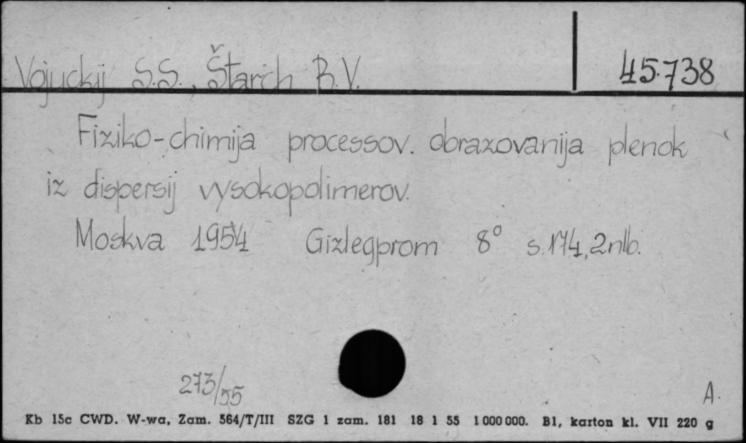 Vojuckij S.S., Štarch B.V. 45.738
Fiziko-chimija processov. obrazovanija plenok
iz dispersij vysokopolimerov.
Moskva 1954 Gizlegprom 8° s.174, 2nlb.
273/55
A.
Kb 15c CWD. W-wa, Zam. 564/T/III SZG 1 zam. 181 18 1 55 1 000 000. B1, karton kl. VII 220 g